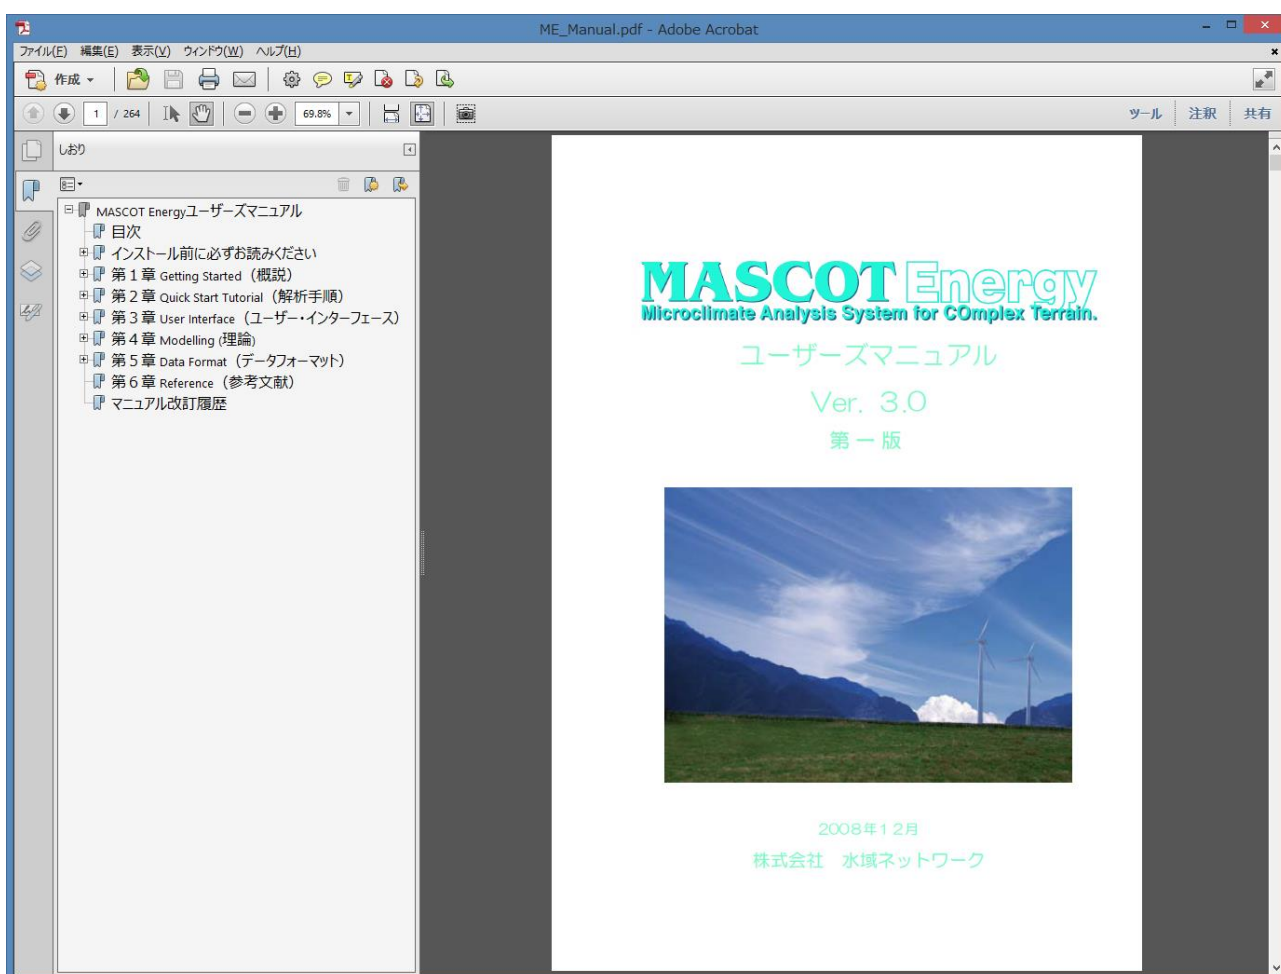 ME_Manual.pdf - Adobe Acrobat
ファイル(F) 編集(E) 表示(V) ウィンドウ(W) ヘルプ(H)
作成
1 / 264 69.8% ツール 注釈 共有
しおり
MASCOT Energyユーザーズマニュアル
目次
インストール前に必ずお読みください
第1章 Getting Started（概説）
第2章 Quick Start Tutorial（解析手順）
第3章 User Interface（ユーザー・インターフェース）
第4章 Modelling (理論)
第5章 Data Format（データフォーマット）
第6章 Reference（参考文献）
マニュアル改訂履歴
MASCOT Energy
Microclimate Analysis System for COmplex Terrain.
ユーザーズマニュアル
Ver. 3.0
第一版
2008年12月
株式会社 水域ネットワーク